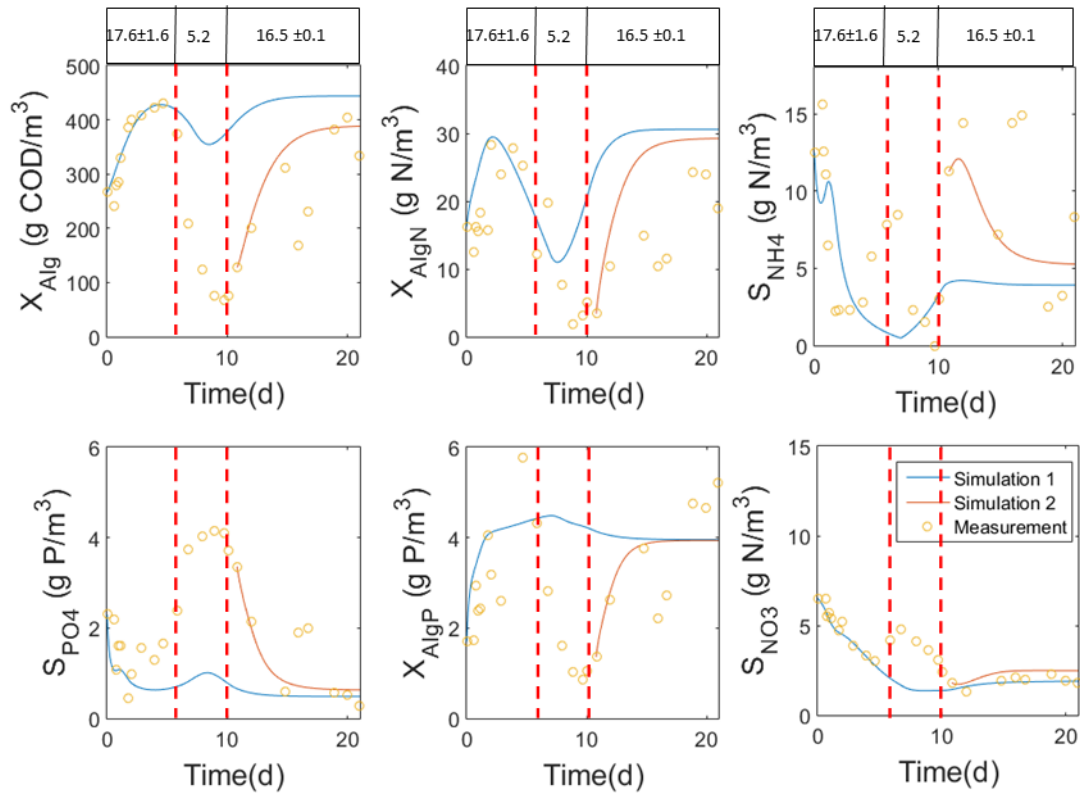 17.6±1.6 5.2 16.5 ±0.1
17.6±1.6 5.2 16.5 ±0.1
17.6±1.6 5.2 16.5 ±0.1
500
400
300
200
100
0
X_Alg (g COD/m³)
0 10 20
Time(d)
40
30
20
10
0
X_AlgN (g N/m³)
0 10 20
Time(d)
15
10
5
0
S_NH4 (g N/m³)
0 10 20
Time(d)
6
4
2
0
S_PO4 (g P/m³)
0 10 20
Time(d)
6
4
2
0
X_AlgP (g P/m³)
0 10 20
Time(d)
15
10
5
0
S_NO3 (g N/m³)
Simulation 1
Simulation 2
Measurement
0 10 20
Time(d)